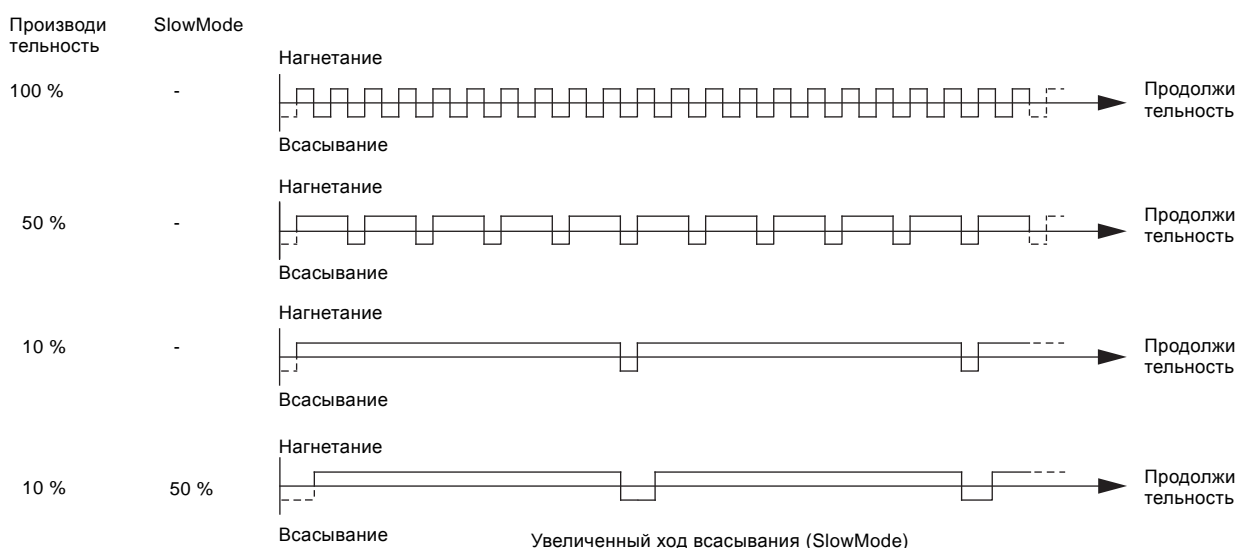 Производи
тельность
SlowMode
Нагнетание
100 %
-
Продолжи
тельность
Всасывание
Нагнетание
50 %
-
Продолжи
тельность
Всасывание
Нагнетание
10 %
-
Продолжи
тельность
Всасывание
Нагнетание
10 %
50 %
Продолжи
тельность
Всасывание
Увеличенный ход всасывания (SlowMode)